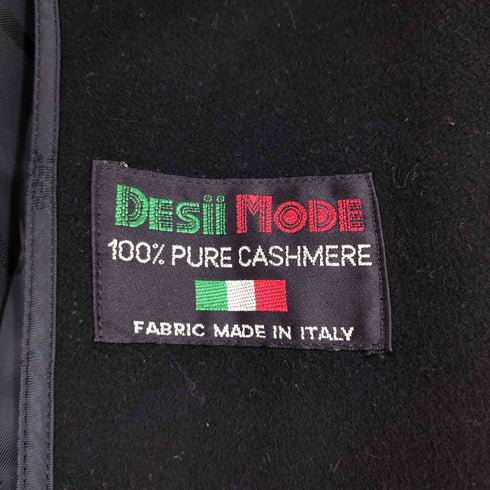 Desii Mode
100% PURE CASHMERE
FABRIC MADE IN ITALY